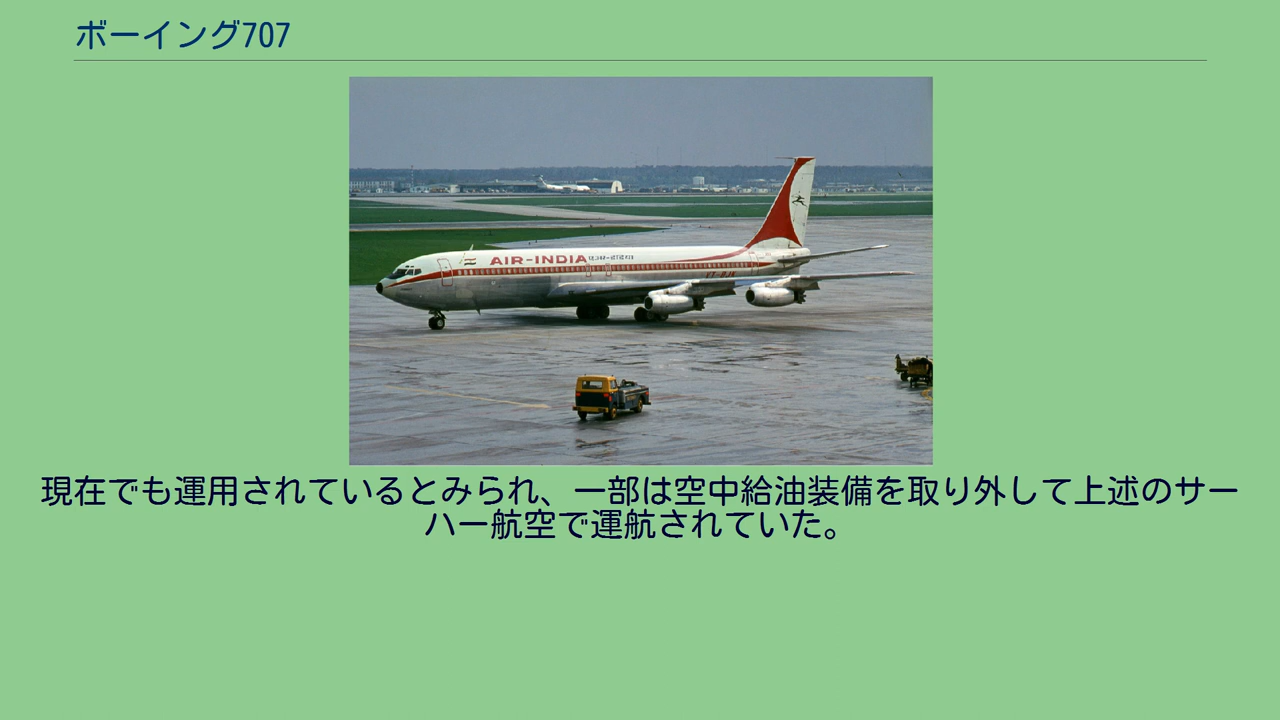 ボーイング707
AIR-INDIA
現在でも運用されているとみられ、一部は空中給油装備を取り外して上述のサー
ハー航空で運航されていた。